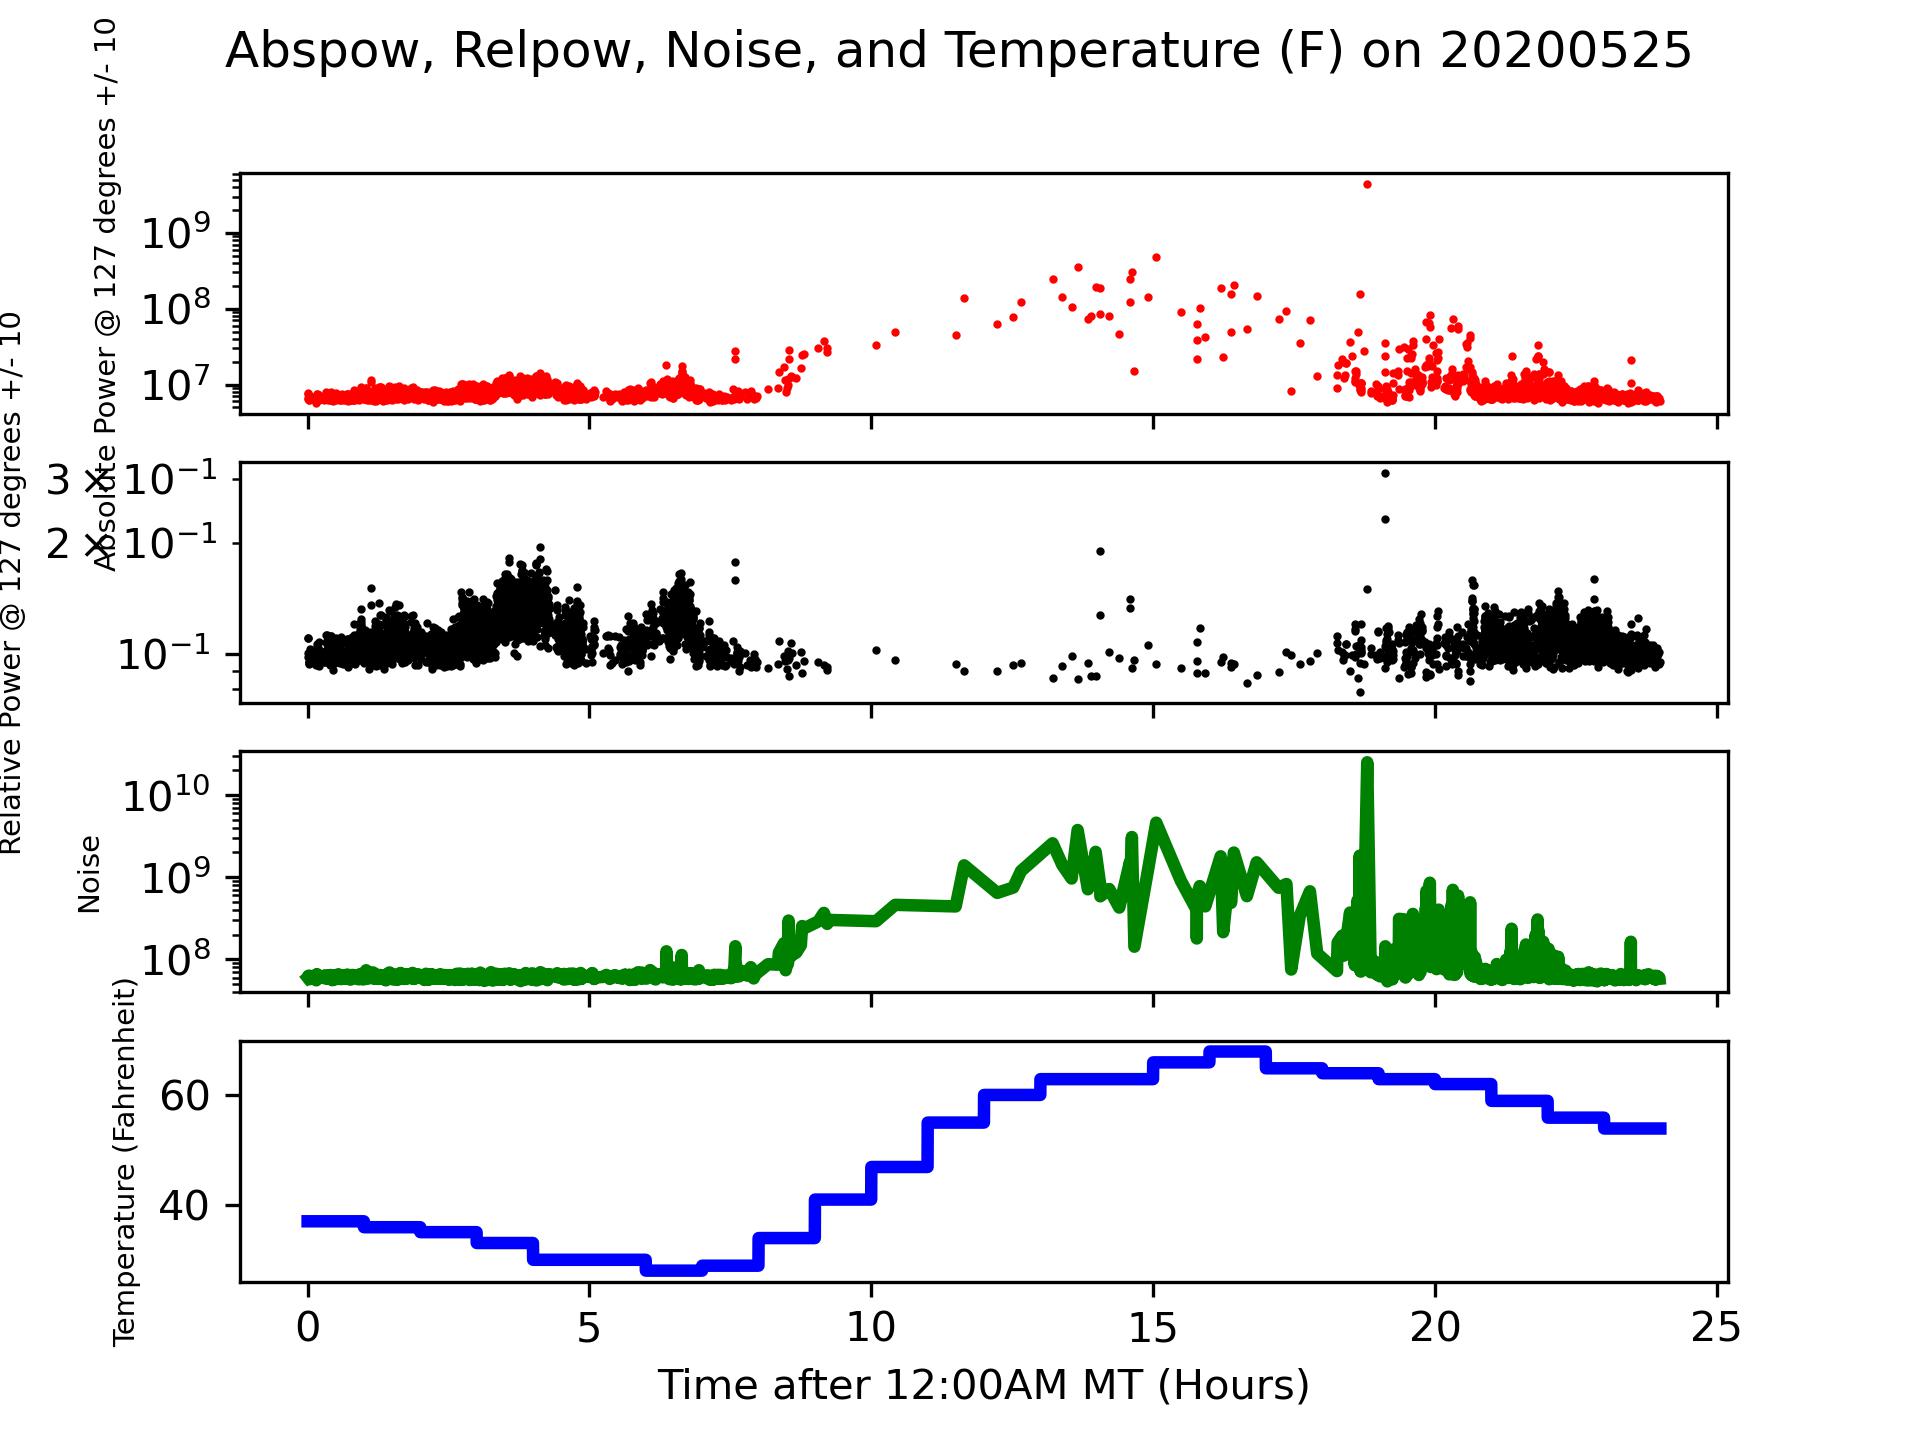 Abspow, Relpow, Noise, and Temperature (F) on 20200525
Absolute Power @ 127 degrees +/- 10
10⁹
10⁸
10⁷
Relative Power @ 127 degrees +/- 10
3 × 10⁻¹
2 × 10⁻¹
10⁻¹
Noise
10¹⁰
10⁹
10⁸
Temperature (Fahrenheit)
60
40
0 5 10 15 20 25
Time after 12:00AM MT (Hours)